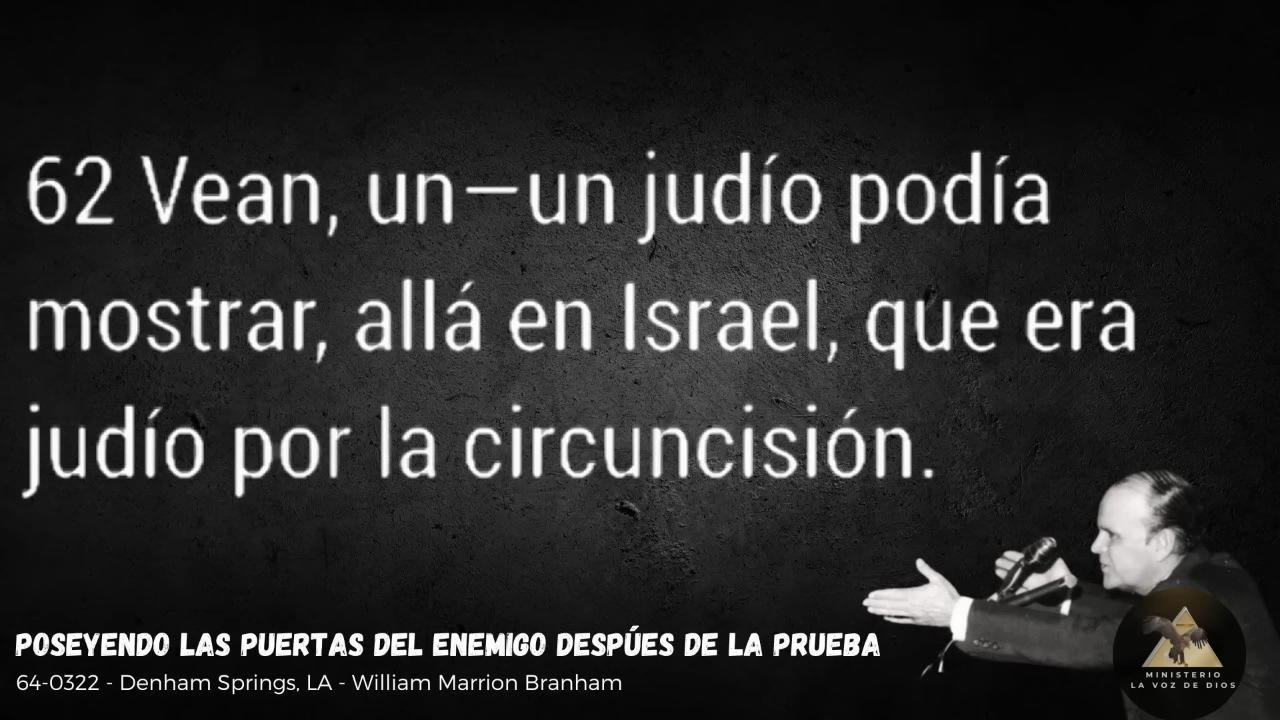 62 Vean, un—un judío podía
mostrar, allá en Israel, que era
judío por la circuncisión.
POSEYENDO LAS PUERTAS DEL ENEMIGO DESPÚES DE LA PRUEBA
64-0322 - Denham Springs, LA - William Marrion Branham
MINISTERIO
LA VOZ DE DIOS